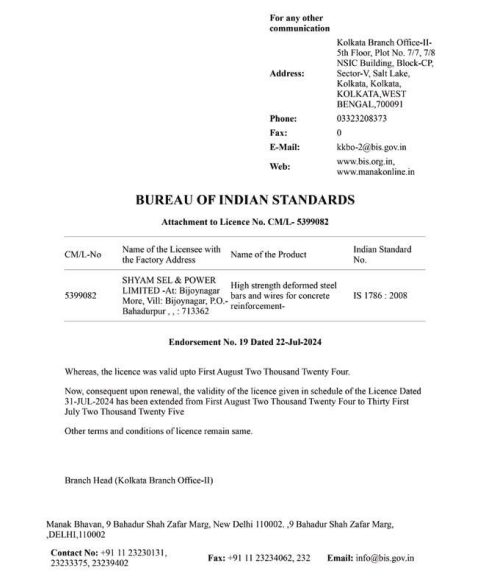 For any other
communication
Address:
Kolkata Branch Office-II-
5th Floor, Plot No. 7/7, 7/8
NSIC Building, Block-CP,
Sector-V, Salt Lake,
Kolkata, Kolkata,
KOLKATA,WEST
BENGAL,700091
Phone: 03323208373
Fax: 0
E-Mail: kkbo-2@bis.gov.in
Web: www.bis.org.in,
www.manakonline.in
BUREAU OF INDIAN STANDARDS
Attachment to Licence No. CM/L- 5399082
CM/L-No
Name of the Licensee with
the Factory Address
Name of the Product
Indian Standard
No.
5399082
SHYAM SEL & POWER
LIMITED -At: Bijoynagar
More, Vill: Bijoynagar, P.O.-
Bahadurpur , , : 713362
High strength deformed steel
bars and wires for concrete
reinforcement-
IS 1786 : 2008
Endorsement No. 19 Dated 22-Jul-2024
Whereas, the licence was valid upto First August Two Thousand Twenty Four.
Now, consequent upon renewal, the validity of the licence given in schedule of the Licence Dated
31-JUL-2024 has been extended from First August Two Thousand Twenty Four to Thirty First
July Two Thousand Twenty Five
Other terms and conditions of licence remain same.
Branch Head (Kolkata Branch Office-II)
Manak Bhavan, 9 Bahadur Shah Zafar Marg, New Delhi 110002. ,9 Bahadur Shah Zafar Marg,
,DELHI,110002
Contact No: +91 11 23230131,
23233375, 23239402
Fax: +91 11 23234062, 232
Email: info@bis.gov.in